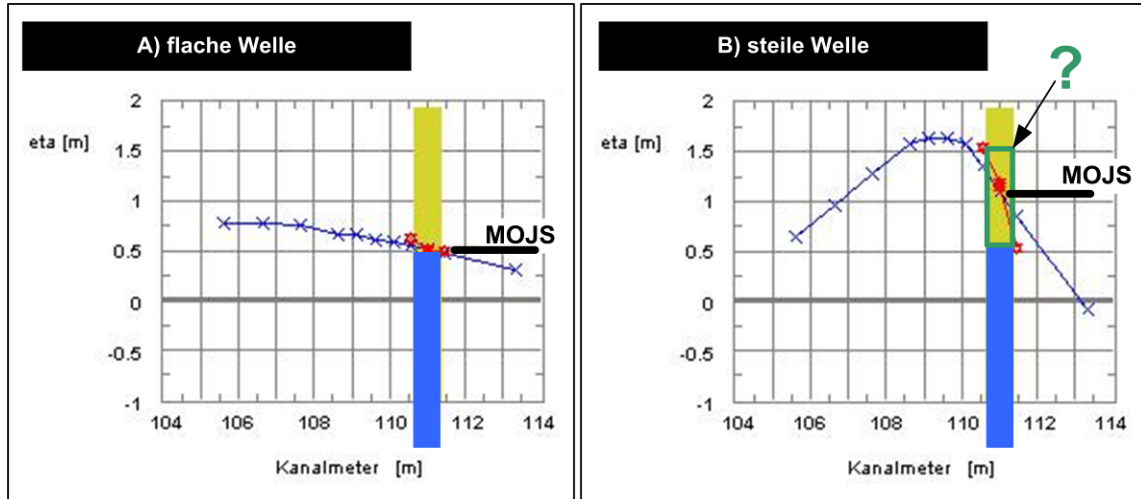 A) flache Welle
eta [m]
2
1.5
1
0.5
0
-0.5
-1
MOJS
104 106 108 110 112 114
Kanalmeter [m]
B) steile Welle
?
eta [m]
2
1.5
1
0.5
0
-0.5
-1
MOJS
104 106 108 110 112 114
Kanalmeter [m]